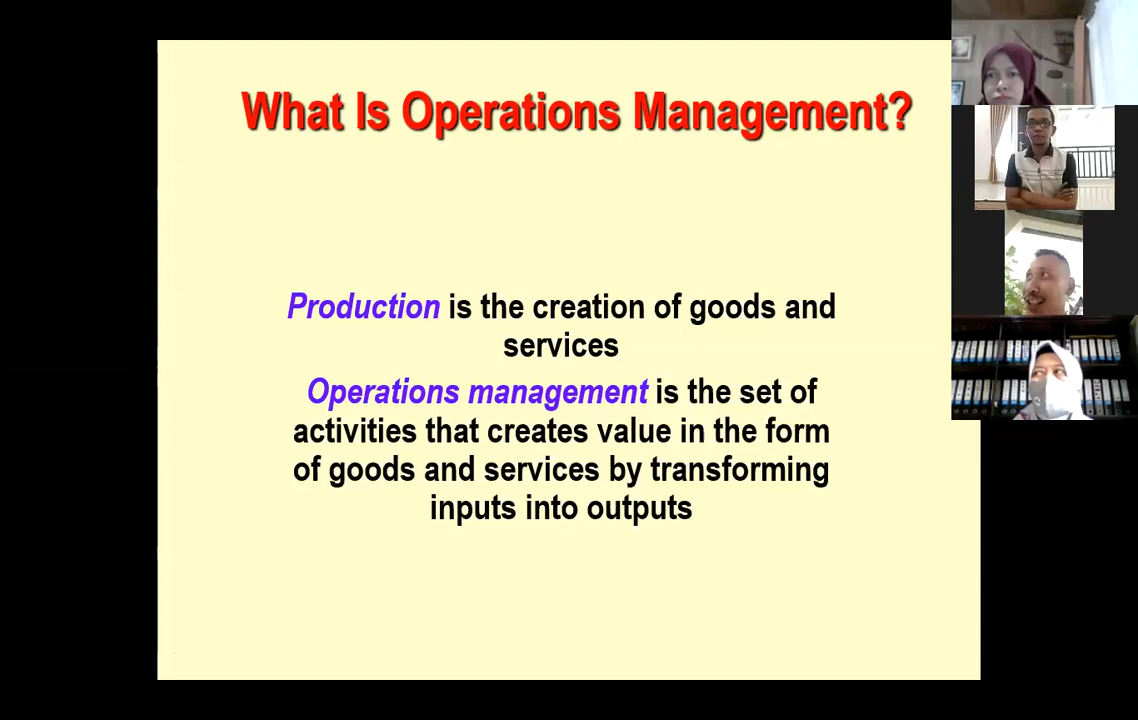 What Is Operations Management?
Production is the creation of goods and
services
Operations management is the set of
activities that creates value in the form
of goods and services by transforming
inputs into outputs